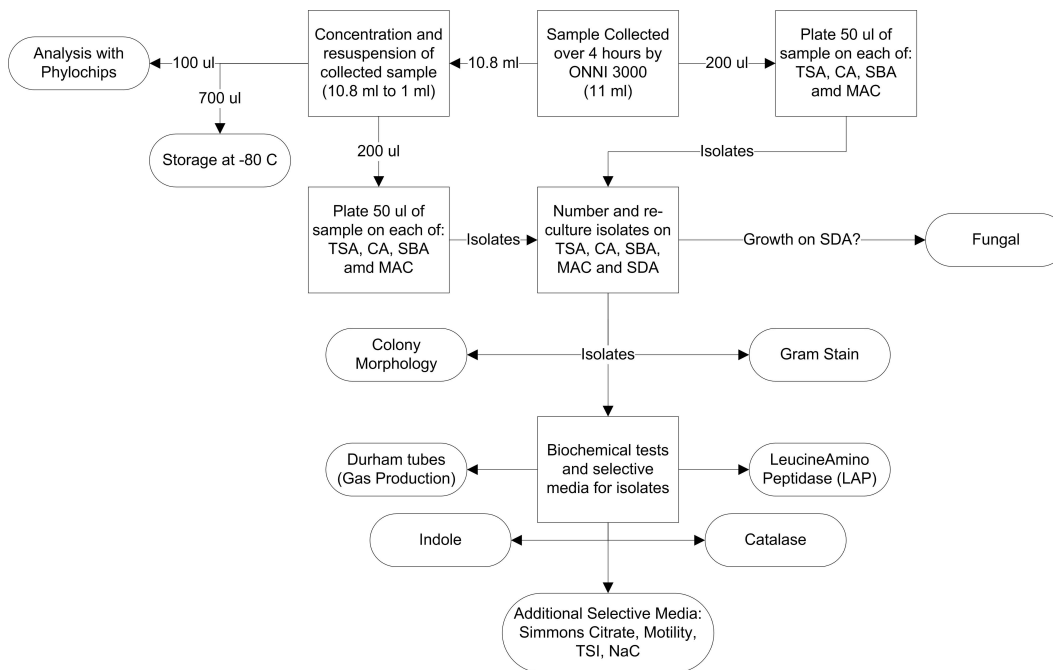 Analysis with
Phylochips
100 ul
700 ul
Storage at -80 C
Concentration and
resuspension of
collected sample
(10.8 ml to 1 ml)
10.8 ml
Sample Collected
over 4 hours by
ONNI 3000
(11 ml)
200 ul
Plate 50 ul of
sample on each of:
TSA, CA, SBA
amd MAC
200 ul
Isolates
Plate 50 ul of
sample on each of:
TSA, CA, SBA
amd MAC
Isolates
Number and re-
culture isolates on
TSA, CA, SBA,
MAC and SDA
Growth on SDA?
Fungal
Colony
Morphology
Isolates
Gram Stain
Durham tubes
(Gas Production)
Biochemical tests
and selective
media for isolates
LeucineAmino
Peptidase (LAP)
Indole
Catalase
Additional Selective Media:
Simmons Citrate, Motility,
TSI, NaC